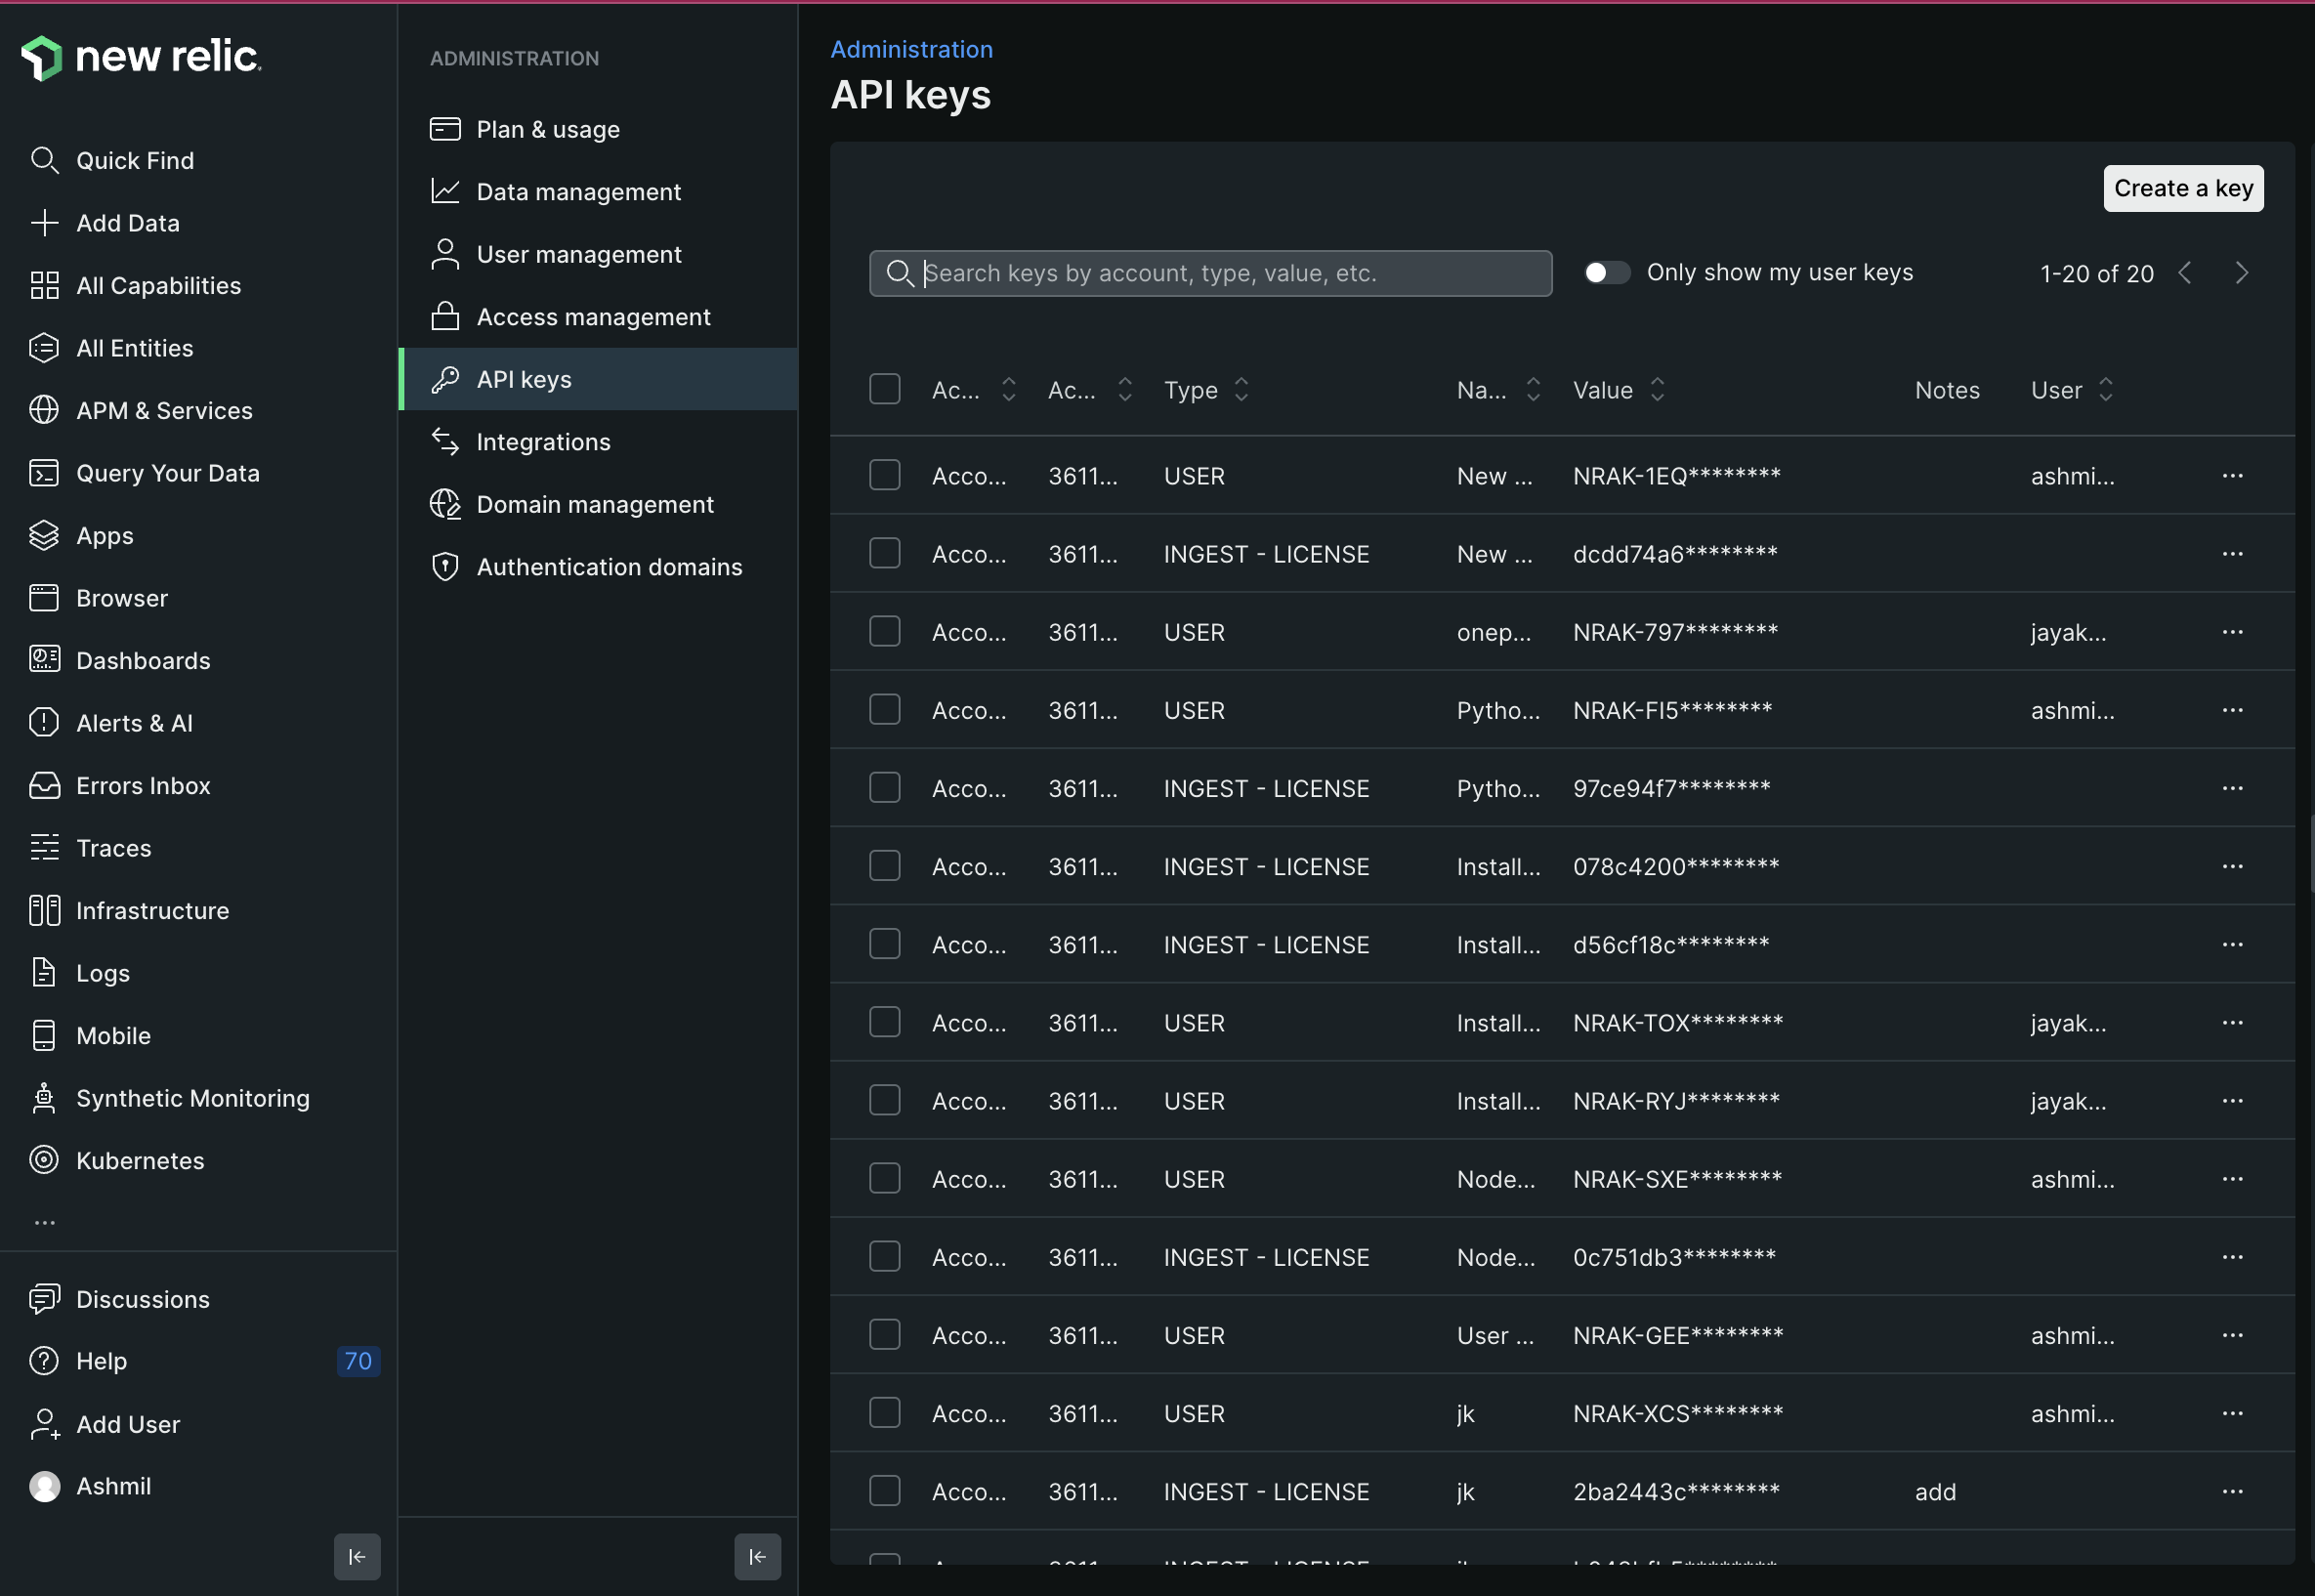 new relic.
Quick Find
Add Data
All Capabilities
All Entities
APM & Services
Query Your Data
Apps
Browser
Dashboards
Alerts & AI
Errors Inbox
Traces
Infrastructure
Logs
Mobile
Synthetic Monitoring
Kubernetes
...
Discussions
Help 70
Add User
Ashmil
ADMINISTRATION
Plan & usage
Data management
User management
Access management
API keys
Integrations
Domain management
Authentication domains
Administration
API keys
Create a key
Search keys by account, type, value, etc.
Only show my user keys
1-20 of 20
Ac... Ac... Type Na... Value Notes User
Acco... 3611... USER New ... NRAK-1EQ******** ashmi... ...
Acco... 3611... INGEST - LICENSE New ... dcdd74a6******** ...
Acco... 3611... USER onep... NRAK-797******** jayak... ...
Acco... 3611... USER Pytho... NRAK-FI5******** ashmi... ...
Acco... 3611... INGEST - LICENSE Pytho... 97ce94f7******** ...
Acco... 3611... INGEST - LICENSE Install... 078c4200******** ...
Acco... 3611... INGEST - LICENSE Install... d56cf18c******** ...
Acco... 3611... USER Install... NRAK-TOX******** jayak... ...
Acco... 3611... USER Install... NRAK-RYJ******** jayak... ...
Acco... 3611... USER Node... NRAK-SXE******** ashmi... ...
Acco... 3611... INGEST - LICENSE Node... 0c751db3******** ...
Acco... 3611... USER User ... NRAK-GEE******** ashmi... ...
Acco... 3611... USER jk NRAK-XCS******** ashmi... ...
Acco... 3611... INGEST - LICENSE jk 2ba2443c******** add ...